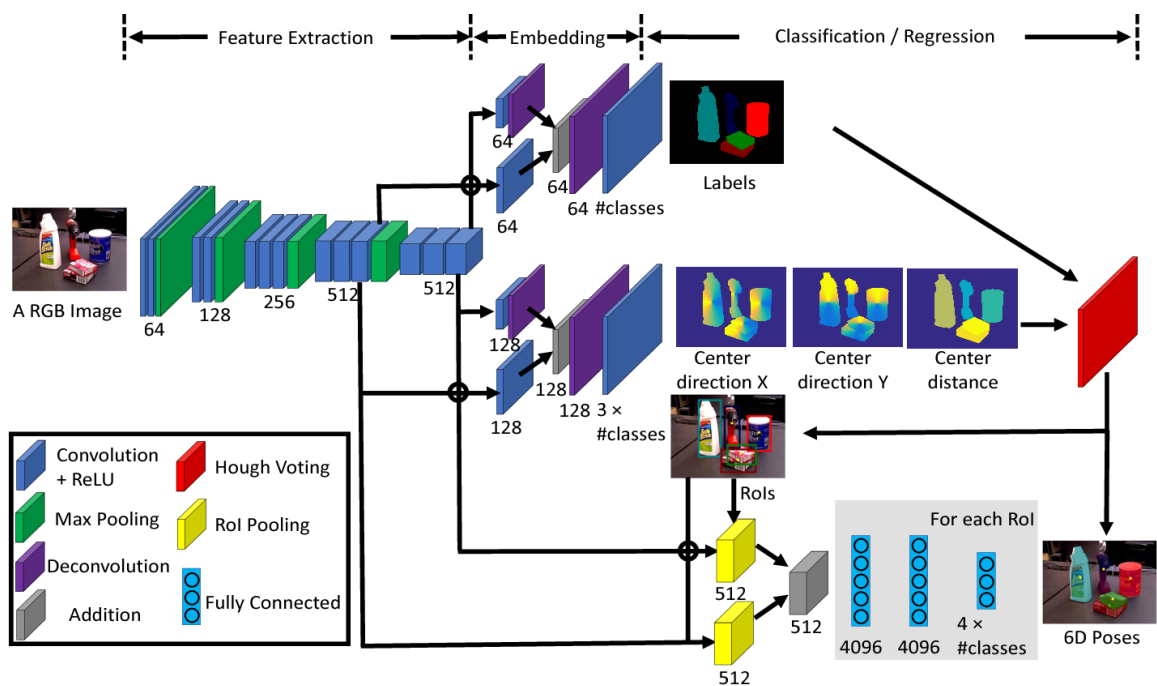 Feature Extraction
Embedding
Classification / Regression
64
64
64
64
#classes
Labels
A RGB Image
64
128
256
512
512
128
128
128
128
3 ×
#classes
Center
direction X
Center
direction Y
Center
distance
RoIs
Convolution
+ ReLU
Hough Voting
Max Pooling
RoI Pooling
Deconvolution
Fully Connected
Addition
512
512
512
For each RoI
4096
4096
4 ×
#classes
6D Poses